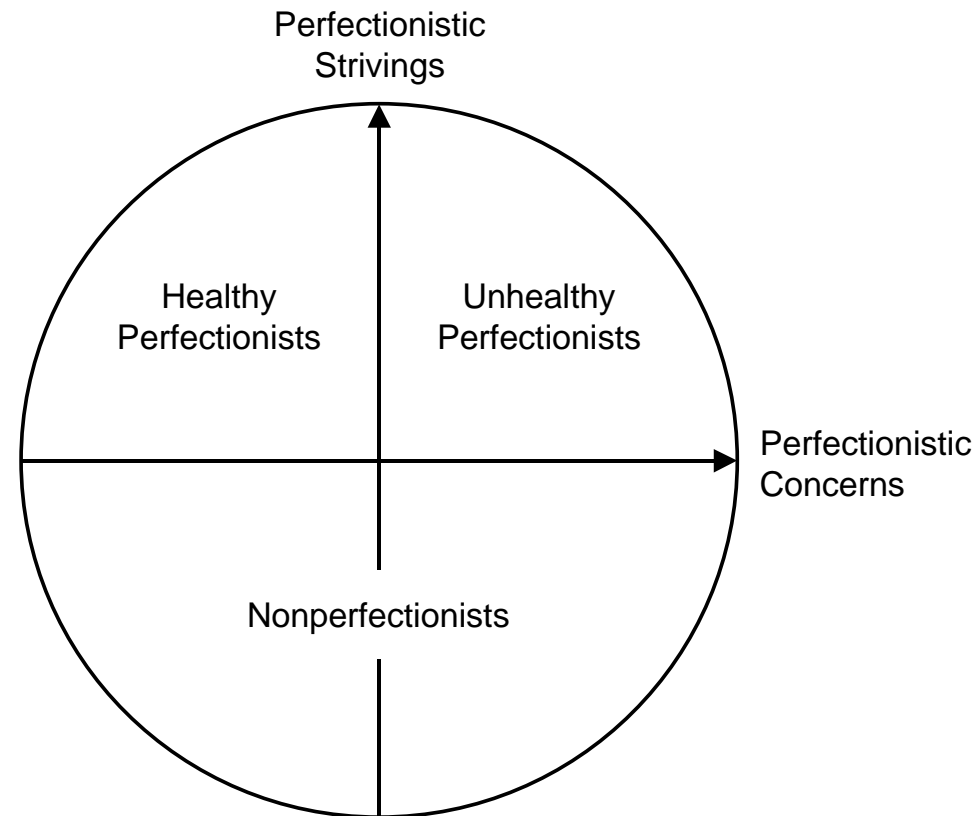 Perfectionistic
Strivings
Healthy
Perfectionists
Unhealthy
Perfectionists
Perfectionistic
Concerns
Nonperfectionists